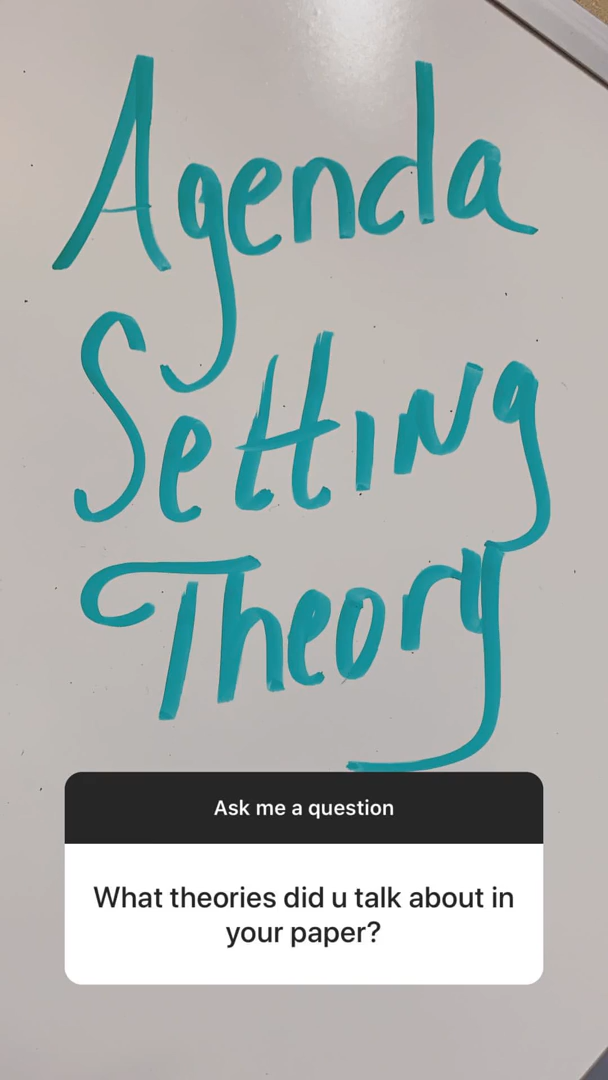 Agenda
Setting
Theory
Ask me a question
What theories did u talk about in
your paper?